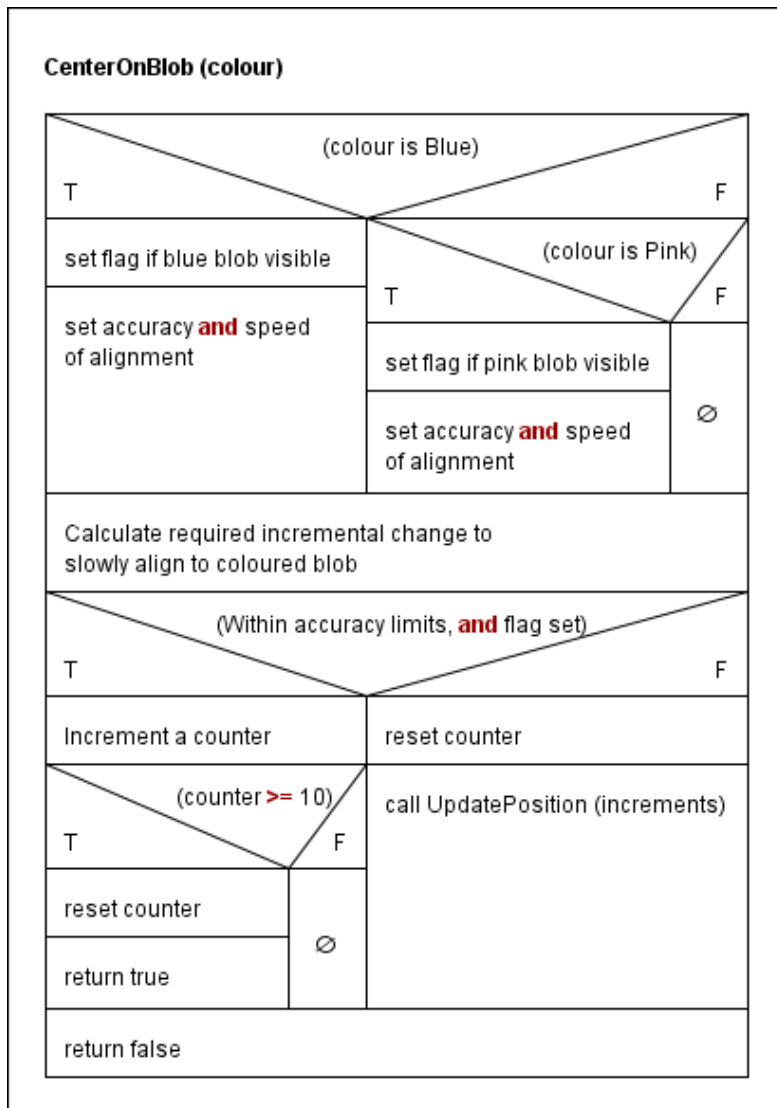 CenterOnBlob (colour)
(colour is Blue)
T
F
set flag if blue blob visible
(colour is Pink)
T
F
set accuracy and speed
of alignment
set flag if pink blob visible
∅
set accuracy and speed
of alignment
Calculate required incremental change to
slowly align to coloured blob
(Within accuracy limits, and flag set)
T
F
Increment a counter
reset counter
(counter >= 10)
T
F
call UpdatePosition (increments)
reset counter
∅
return true
return false